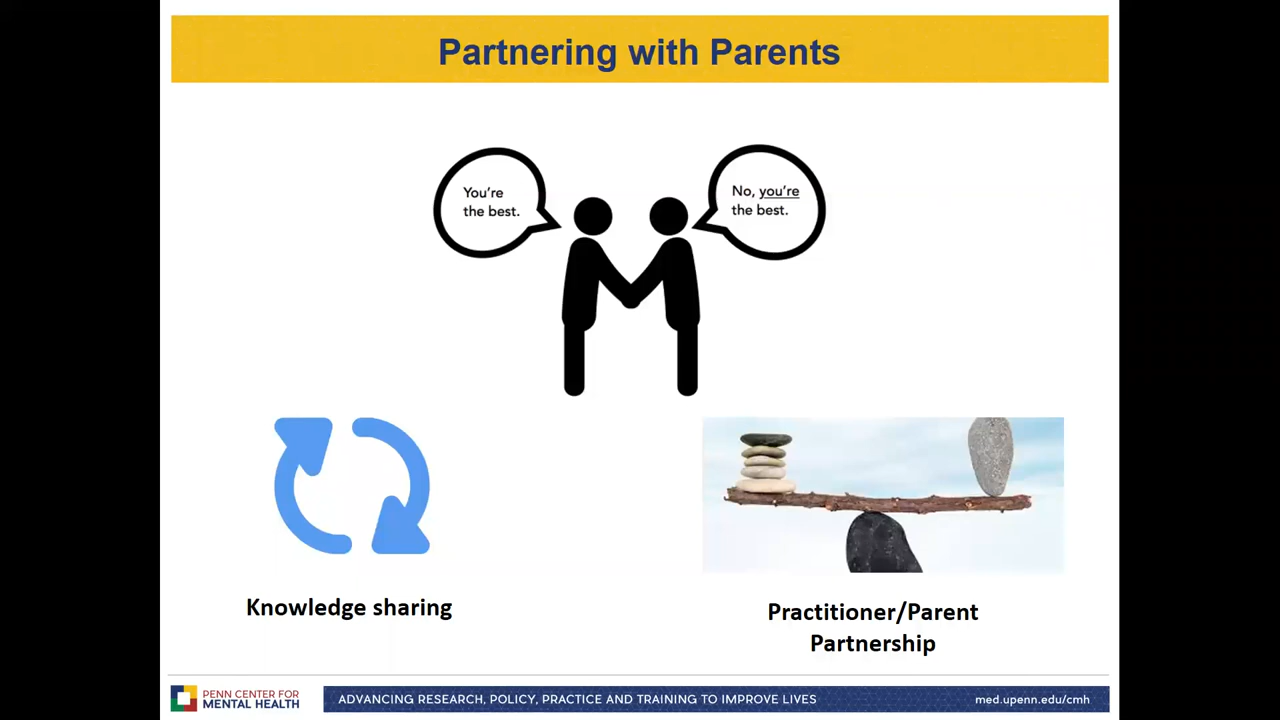 Partnering with Parents
You're
the best.
No, you're
the best.
Knowledge sharing
Practitioner/Parent
Partnership
PENN CENTER FOR
MENTAL HEALTH
ADVANCING RESEARCH, POLICY, PRACTICE AND TRAINING TO IMPROVE LIVES
med.upenn.edu/cmh